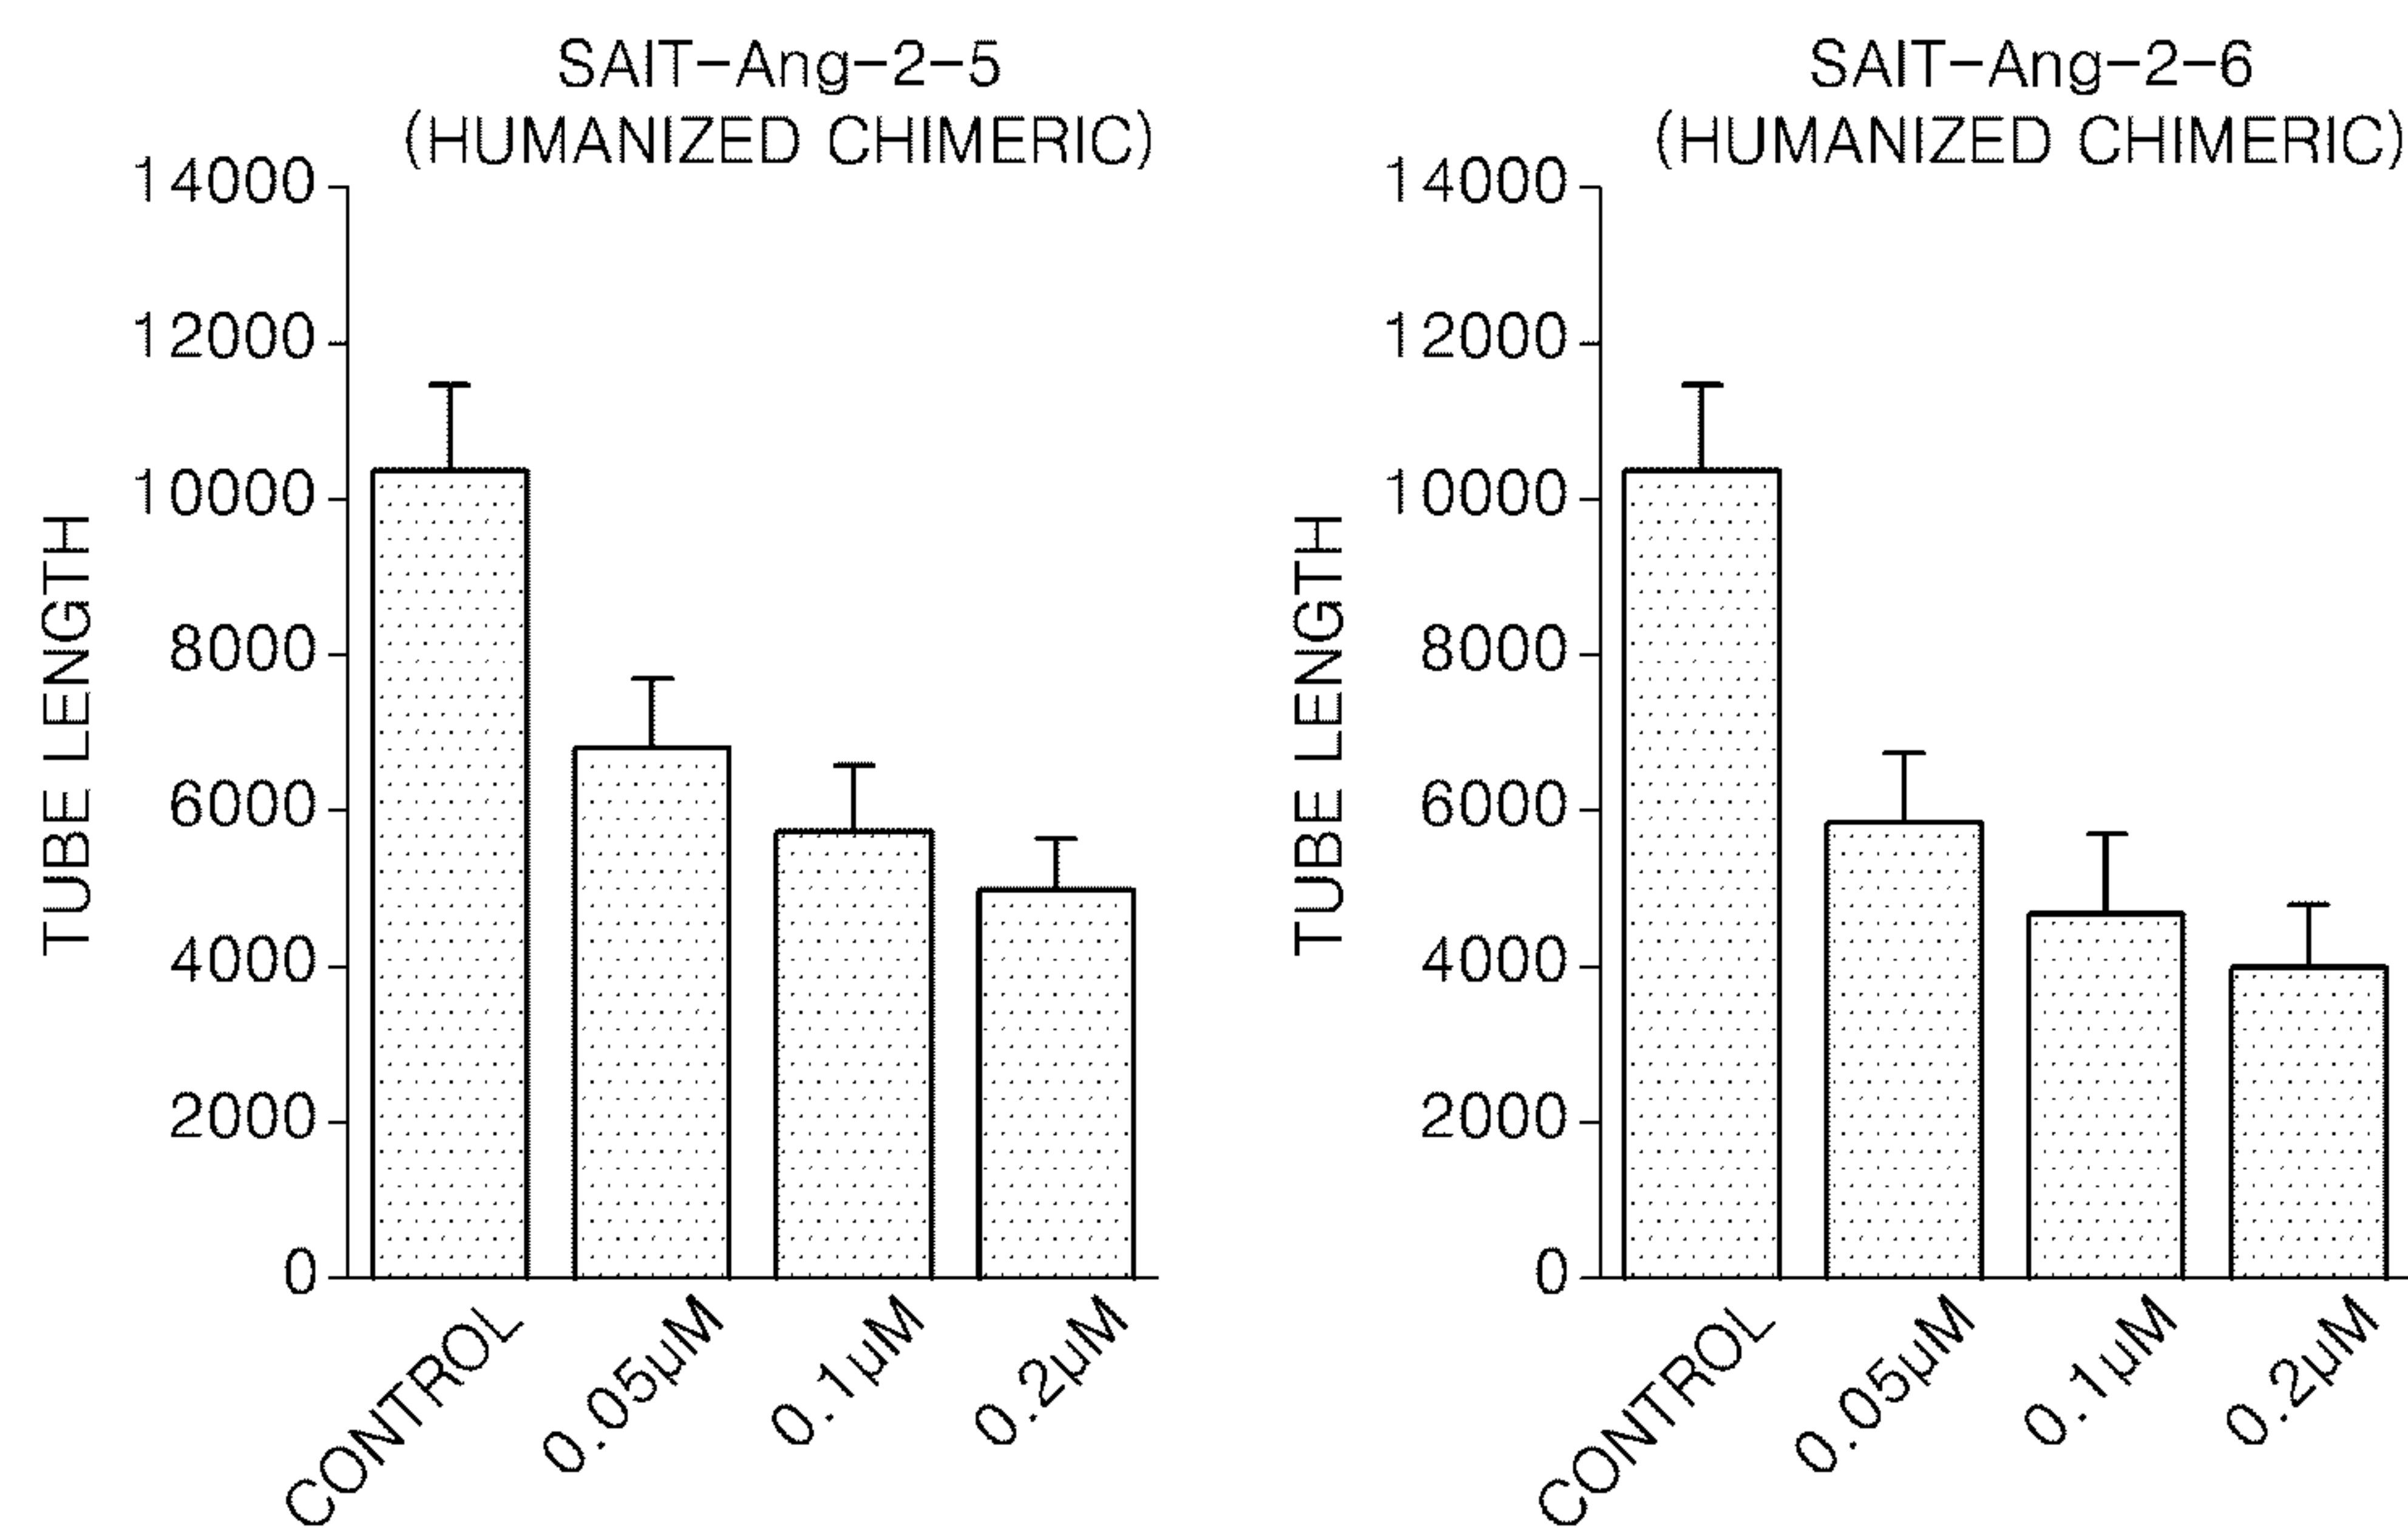 SAIT-Ang-2-5
(HUMANIZED CHIMERIC)
14000
12000
10000
8000
6000
4000
2000
0
TUBE LENGTH
CONTROL
0.05µM
0.1µM
0.2µM
SAIT-Ang-2-6
(HUMANIZED CHIMERIC)
14000
12000
10000
8000
6000
4000
2000
0
TUBE LENGTH
CONTROL
0.05µM
0.1µM
0.2µM